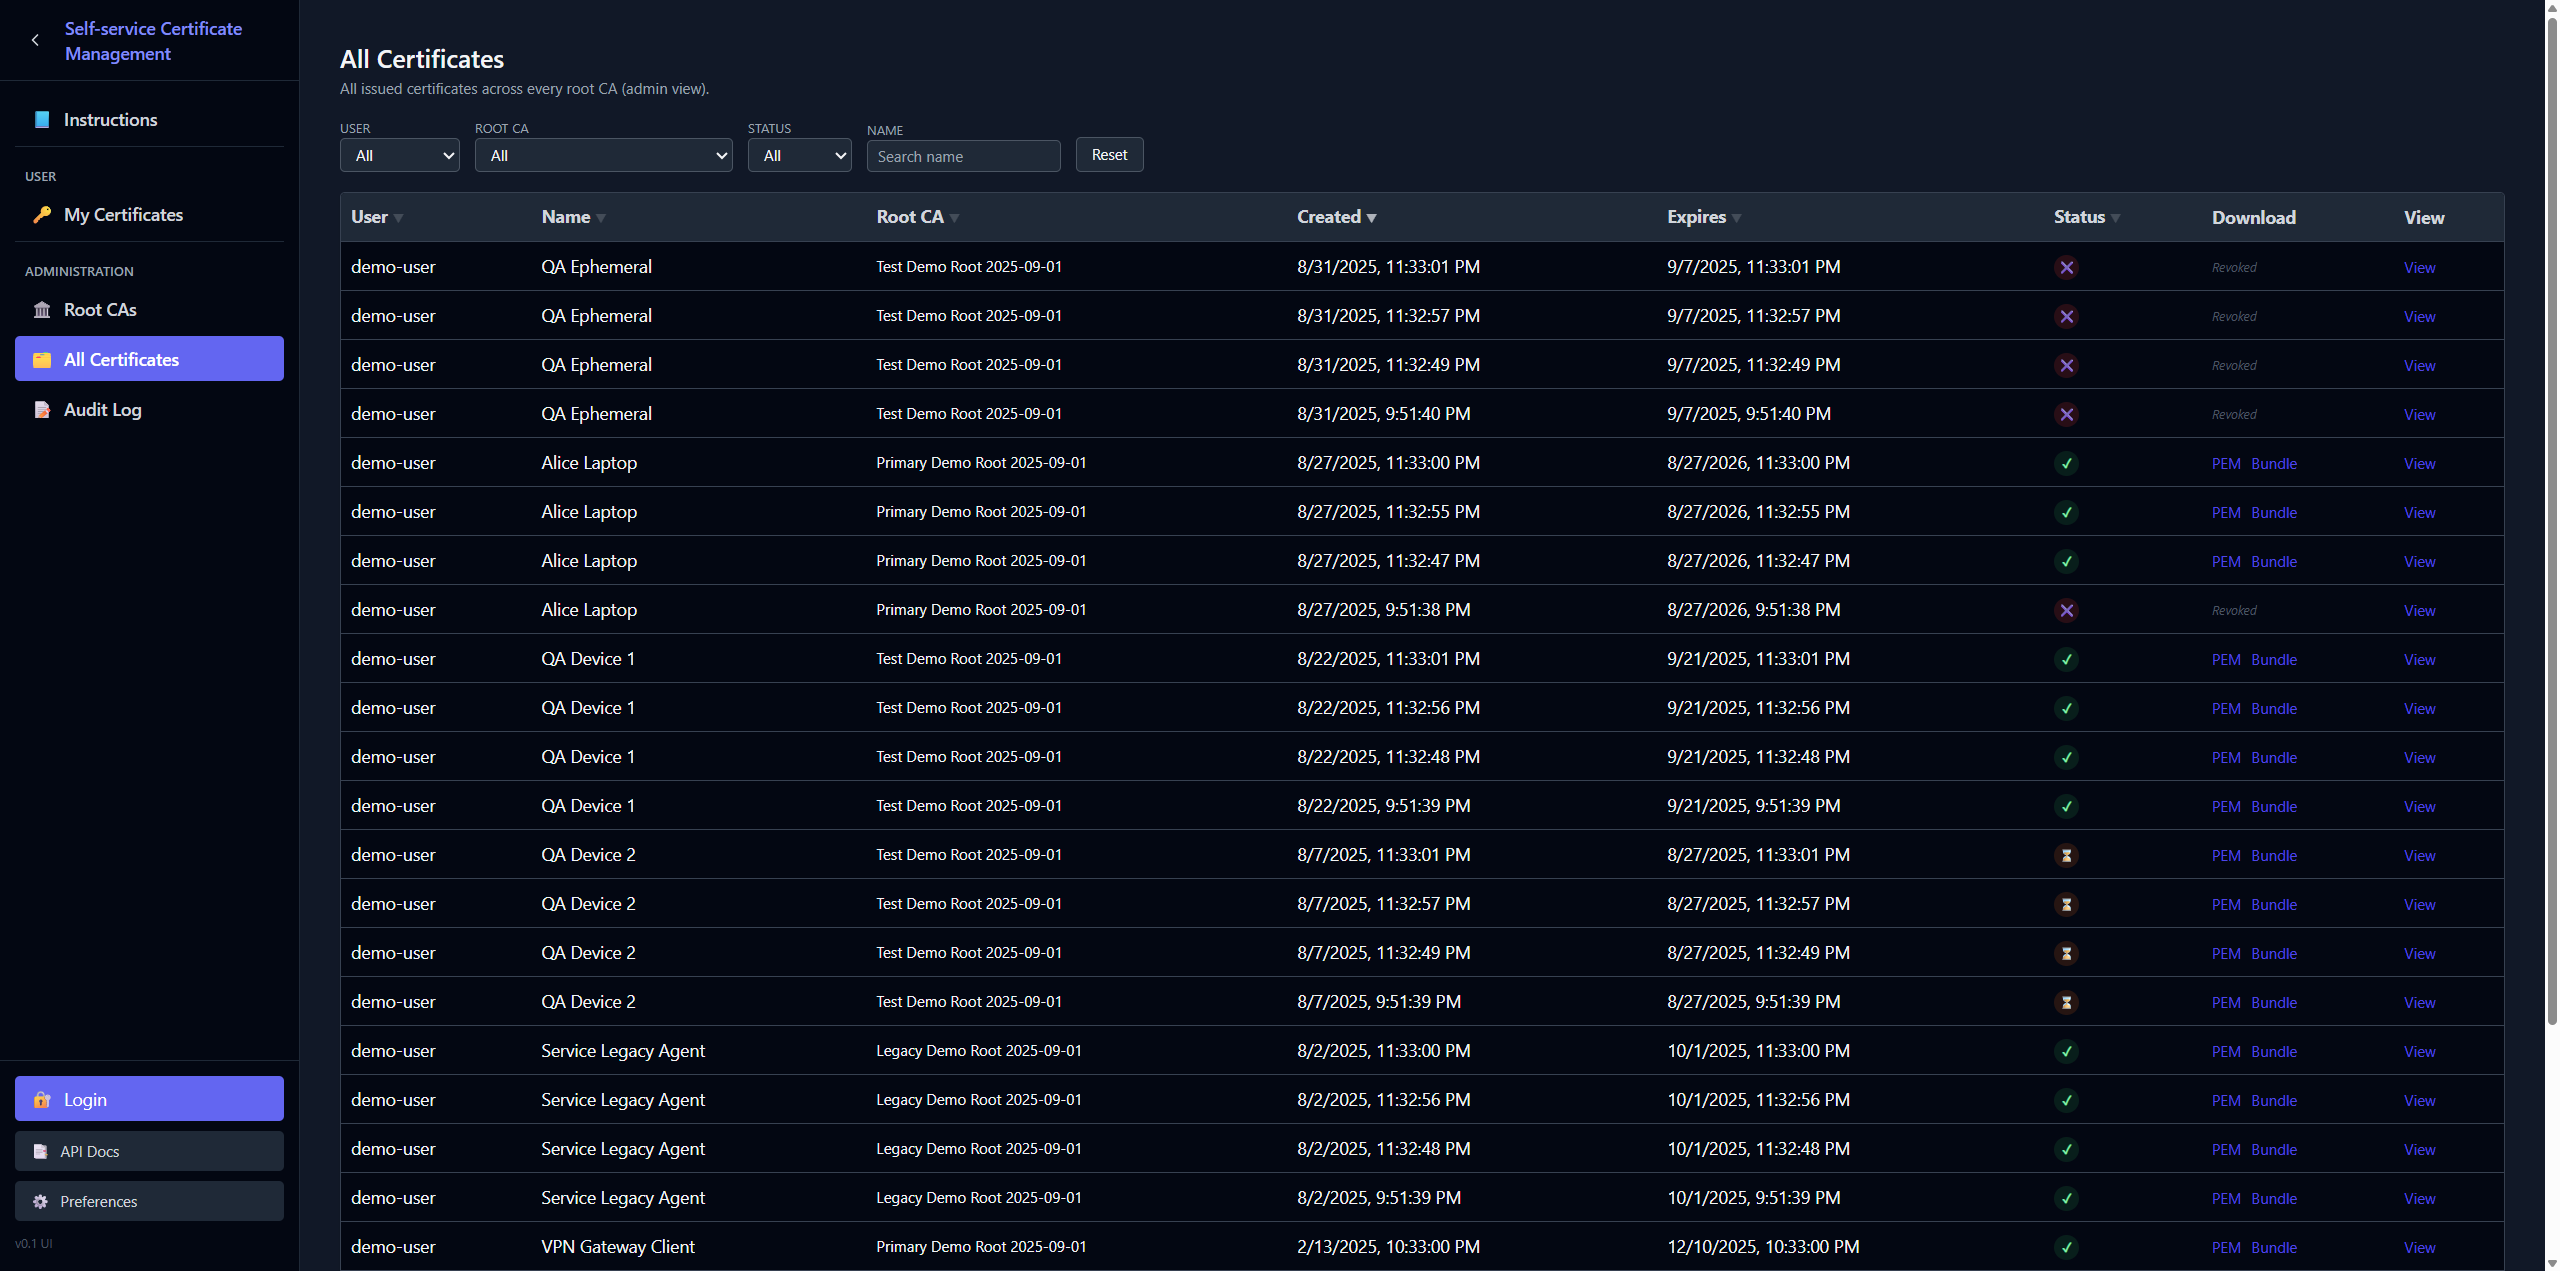 Self-service Certificate
Management
Instructions
USER
My Certificates
ADMINISTRATION
Root CAs
All Certificates
Audit Log
Login
API Docs
Preferences
v0.1 UI
All Certificates
All issued certificates across every root CA (admin view).
USER ROOT CA STATUS NAME
All All All Search name Reset
User Name Root CA Created Expires Status Download View
demo-user QA Ephemeral Test Demo Root 2025-09-01 8/31/2025, 11:33:01 PM 9/7/2025, 11:33:01 PM Revoked View
demo-user QA Ephemeral Test Demo Root 2025-09-01 8/31/2025, 11:32:57 PM 9/7/2025, 11:32:57 PM Revoked View
demo-user QA Ephemeral Test Demo Root 2025-09-01 8/31/2025, 11:32:49 PM 9/7/2025, 11:32:49 PM Revoked View
demo-user QA Ephemeral Test Demo Root 2025-09-01 8/31/2025, 9:51:40 PM 9/7/2025, 9:51:40 PM Revoked View
demo-user Alice Laptop Primary Demo Root 2025-09-01 8/27/2025, 11:33:00 PM 8/27/2026, 11:33:00 PM PEM Bundle View
demo-user Alice Laptop Primary Demo Root 2025-09-01 8/27/2025, 11:32:55 PM 8/27/2026, 11:32:55 PM PEM Bundle View
demo-user Alice Laptop Primary Demo Root 2025-09-01 8/27/2025, 11:32:47 PM 8/27/2026, 11:32:47 PM PEM Bundle View
demo-user Alice Laptop Primary Demo Root 2025-09-01 8/27/2025, 9:51:38 PM 8/27/2026, 9:51:38 PM Revoked View
demo-user QA Device 1 Test Demo Root 2025-09-01 8/22/2025, 11:33:01 PM 9/21/2025, 11:33:01 PM PEM Bundle View
demo-user QA Device 1 Test Demo Root 2025-09-01 8/22/2025, 11:32:56 PM 9/21/2025, 11:32:56 PM PEM Bundle View
demo-user QA Device 1 Test Demo Root 2025-09-01 8/22/2025, 11:32:48 PM 9/21/2025, 11:32:48 PM PEM Bundle View
demo-user QA Device 1 Test Demo Root 2025-09-01 8/22/2025, 9:51:39 PM 9/21/2025, 9:51:39 PM PEM Bundle View
demo-user QA Device 2 Test Demo Root 2025-09-01 8/7/2025, 11:33:01 PM 8/27/2025, 11:33:01 PM PEM Bundle View
demo-user QA Device 2 Test Demo Root 2025-09-01 8/7/2025, 11:32:57 PM 8/27/2025, 11:32:57 PM PEM Bundle View
demo-user QA Device 2 Test Demo Root 2025-09-01 8/7/2025, 11:32:49 PM 8/27/2025, 11:32:49 PM PEM Bundle View
demo-user QA Device 2 Test Demo Root 2025-09-01 8/7/2025, 9:51:39 PM 8/27/2025, 9:51:39 PM PEM Bundle View
demo-user Service Legacy Agent Legacy Demo Root 2025-09-01 8/2/2025, 11:33:00 PM 10/1/2025, 11:33:00 PM PEM Bundle View
demo-user Service Legacy Agent Legacy Demo Root 2025-09-01 8/2/2025, 11:32:56 PM 10/1/2025, 11:32:56 PM PEM Bundle View
demo-user Service Legacy Agent Legacy Demo Root 2025-09-01 8/2/2025, 11:32:48 PM 10/1/2025, 11:32:48 PM PEM Bundle View
demo-user Service Legacy Agent Legacy Demo Root 2025-09-01 8/2/2025, 9:51:39 PM 10/1/2025, 9:51:39 PM PEM Bundle View
demo-user VPN Gateway Client Primary Demo Root 2025-09-01 2/13/2025, 10:33:00 PM 12/10/2025, 10:33:00 PM PEM Bundle View